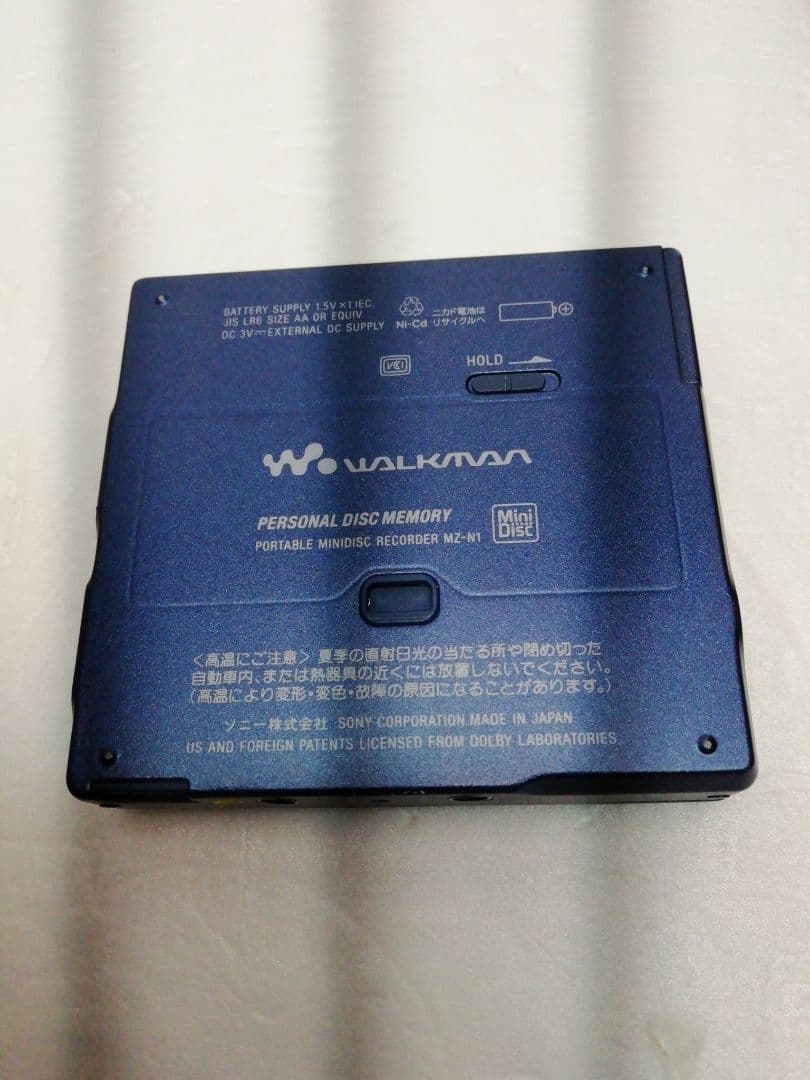 BATTERY SUPPLY 1.5V ×1 IEC,
JIS LR6 SIZE AA OR EQUIV
DC 3V⎓EXTERNAL DC SUPPLY
Ni-Cd
ニカド電池は
リサイクルへ
VCI
HOLD
W. WALKMAN
PERSONAL DISC MEMORY
PORTABLE MINIDISC RECORDER MZ-N1
Mini
Disc
〈高温にご注意〉夏季の直射日光の当たる所や閉め切った
自動車内、または熱器具の近くには放置しないでください。
(高温により変形・変色・故障の原因になることがあります。)
ソニー株式会社 SONY CORPORATION MADE IN JAPAN
US AND FOREIGN PATENTS LICENSED FROM DOLBY LABORATORIES